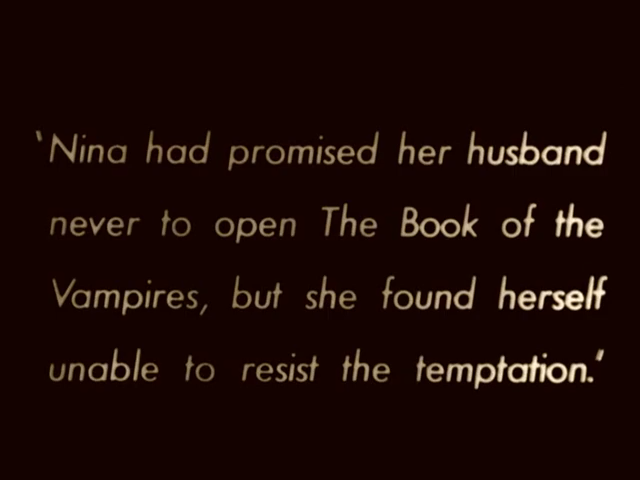 'Nina had promised her husband
never to open The Book of the
Vampires, but she found herself
unable to resist the temptation.'